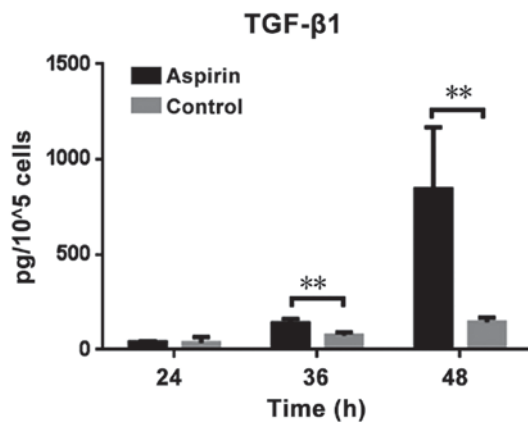 TGF-β1
1500
Aspirin
Control
**
1000
pg/10^5 cells
500
**
0
24 36 48
Time (h)